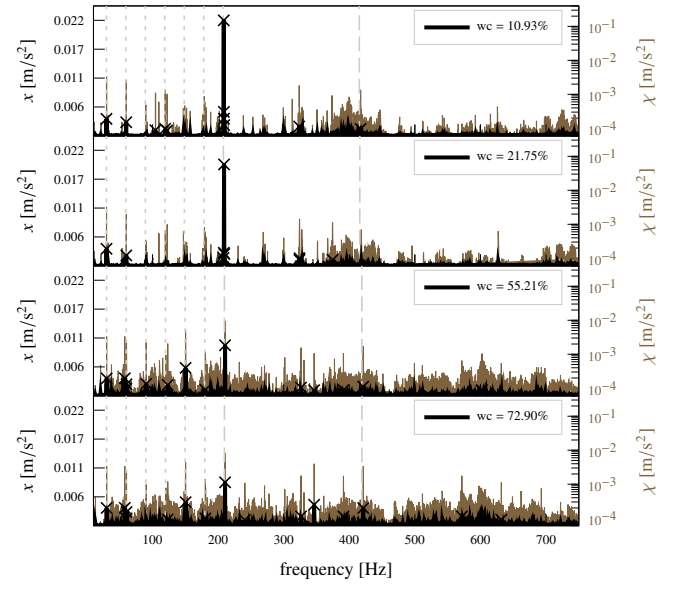 0.022
0.017
0.011
0.006
x [m/s²]
wc = 10.93%
10⁻¹
10⁻²
10⁻³
10⁻⁴
χ [m/s²]
0.022
0.017
0.011
0.006
x [m/s²]
wc = 21.75%
10⁻¹
10⁻²
10⁻³
10⁻⁴
χ [m/s²]
0.022
0.017
0.011
0.006
x [m/s²]
wc = 55.21%
10⁻¹
10⁻²
10⁻³
10⁻⁴
χ [m/s²]
0.022
0.017
0.011
0.006
x [m/s²]
wc = 72.90%
10⁻¹
10⁻²
10⁻³
10⁻⁴
χ [m/s²]
100 200 300 400 500 600 700
frequency [Hz]